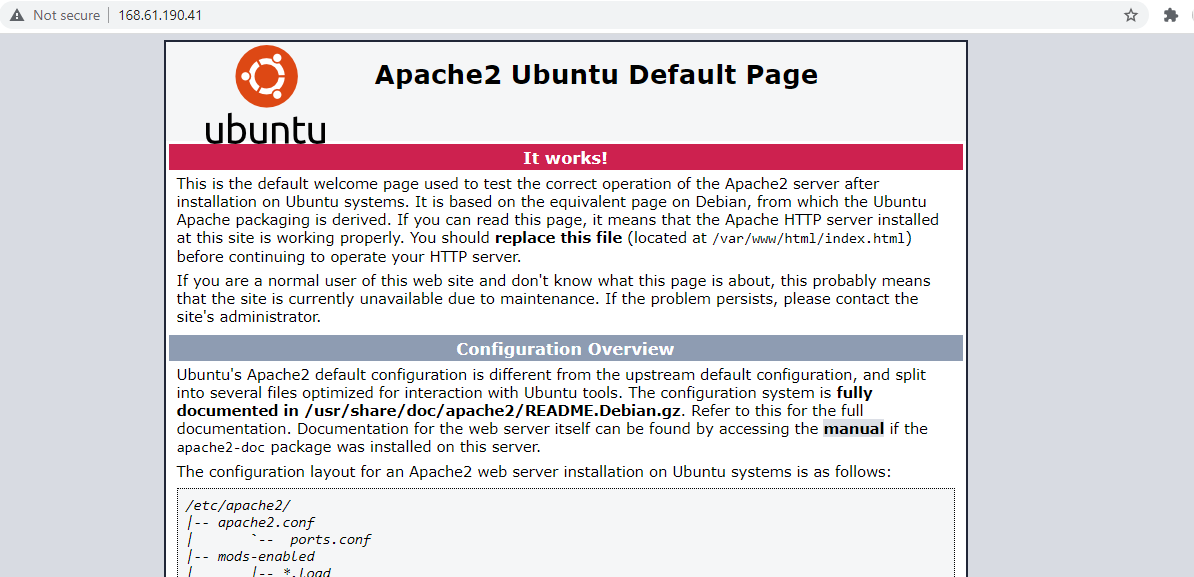 Not secure | 168.61.190.41
ubuntu
Apache2 Ubuntu Default Page
It works!
This is the default welcome page used to test the correct operation of the Apache2 server after
installation on Ubuntu systems. It is based on the equivalent page on Debian, from which the Ubuntu
Apache packaging is derived. If you can read this page, it means that the Apache HTTP server installed
at this site is working properly. You should replace this file (located at /var/www/html/index.html)
before continuing to operate your HTTP server.
If you are a normal user of this web site and don't know what this page is about, this probably means
that the site is currently unavailable due to maintenance. If the problem persists, please contact the
site's administrator.
Configuration Overview
Ubuntu's Apache2 default configuration is different from the upstream default configuration, and split
into several files optimized for interaction with Ubuntu tools. The configuration system is fully
documented in /usr/share/doc/apache2/README.Debian.gz. Refer to this for the full
documentation. Documentation for the web server itself can be found by accessing the manual if the
apache2-doc package was installed on this server.
The configuration layout for an Apache2 web server installation on Ubuntu systems is as follows:
/etc/apache2/
|-- apache2.conf
|       `--  ports.conf
|-- mods-enabled
|       |-- *.load